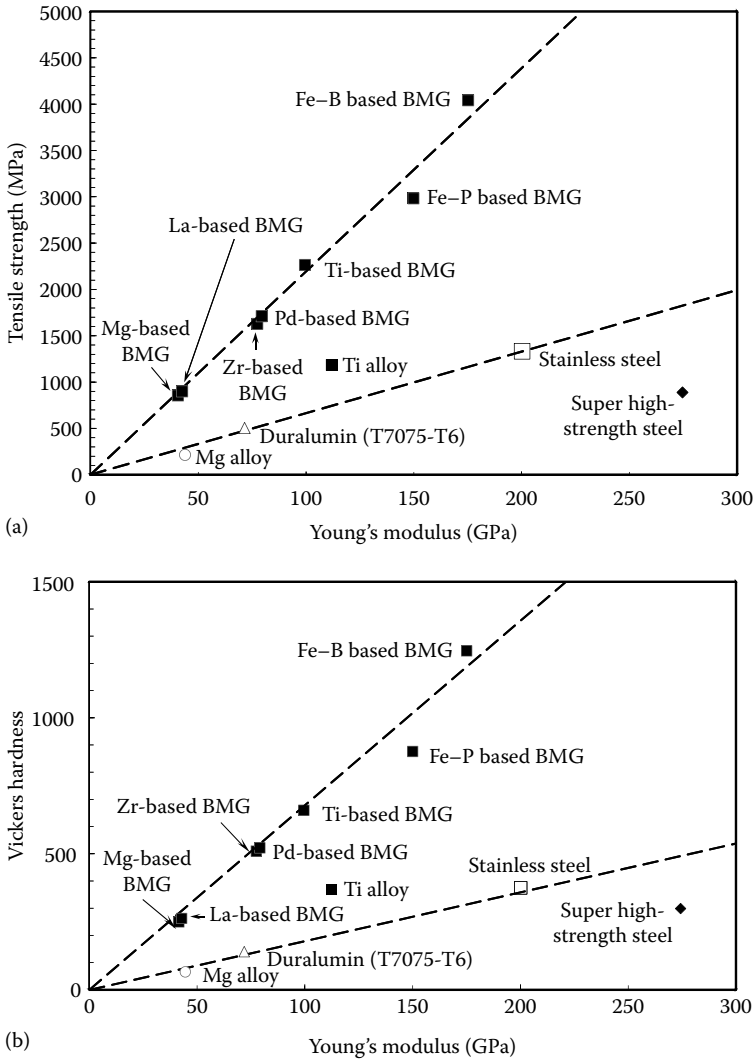 5000
4500
4000
3500
3000
2500
2000
1500
1000
500
0
Tensile strength (MPa)
Fe–B based BMG
Fe–P based BMG
La-based BMG
Ti-based BMG
Mg-based
BMG
Pd-based BMG
Zr-based
BMG
Ti alloy
Stainless steel
Super high-
strength steel
Duralumin (T7075-T6)
Mg alloy
0
50
100
150
200
250
300
(a)
Young's modulus (GPa)
1500
1000
500
0
Vickers hardness
Fe–B based BMG
Fe–P based BMG
Zr-based BMG
Ti-based BMG
Mg-based
BMG
Pd-based BMG
Stainless steel
Ti alloy
La-based BMG
Super high-
strength steel
Duralumin (T7075-T6)
Mg alloy
0
50
100
150
200
250
300
(b)
Young's modulus (GPa)